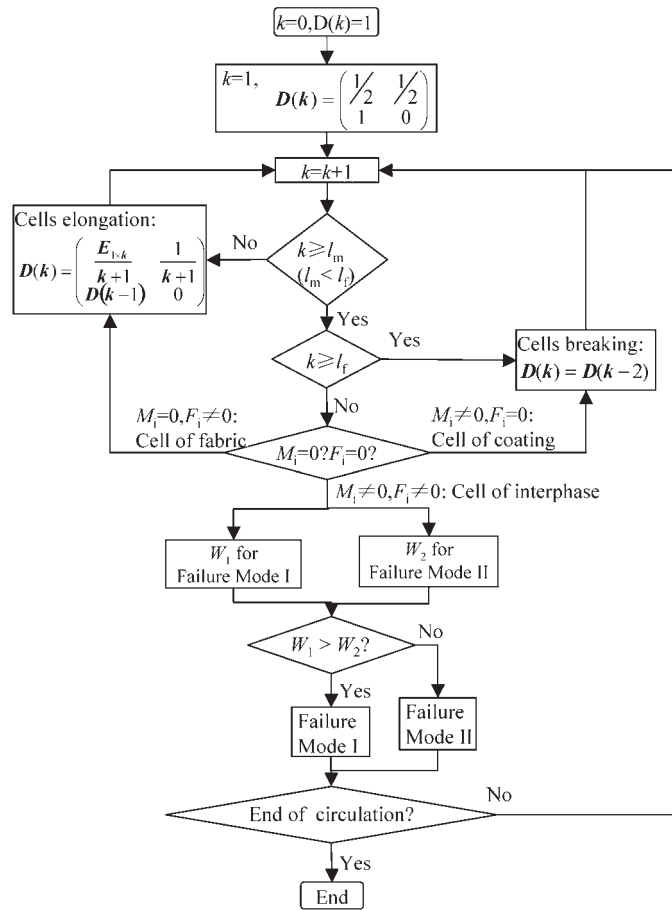 k=0,D(k)=1
k=1,
D(k) = ( 1/2 1/2
1 0 )
k=k+1
Cells elongation:
D(k) = ( E1×k/k+1 1/k+1
D(k−1) 0 )
No
k≥lm
(lm< lf)
Yes
k≥lf
Yes
Cells breaking:
D(k) = D(k−2)
No
Mi=0,Fi≠0:
Cell of fabric
Mi≠0,Fi=0:
Cell of coating
Mi=0?Fi=0?
Mi≠0,Fi≠0: Cell of interphase
W1 for
Failure Mode I
W2 for
Failure Mode II
W1 > W2?
No
Yes
Failure
Mode I
Failure
Mode II
End of circulation?
No
Yes
End